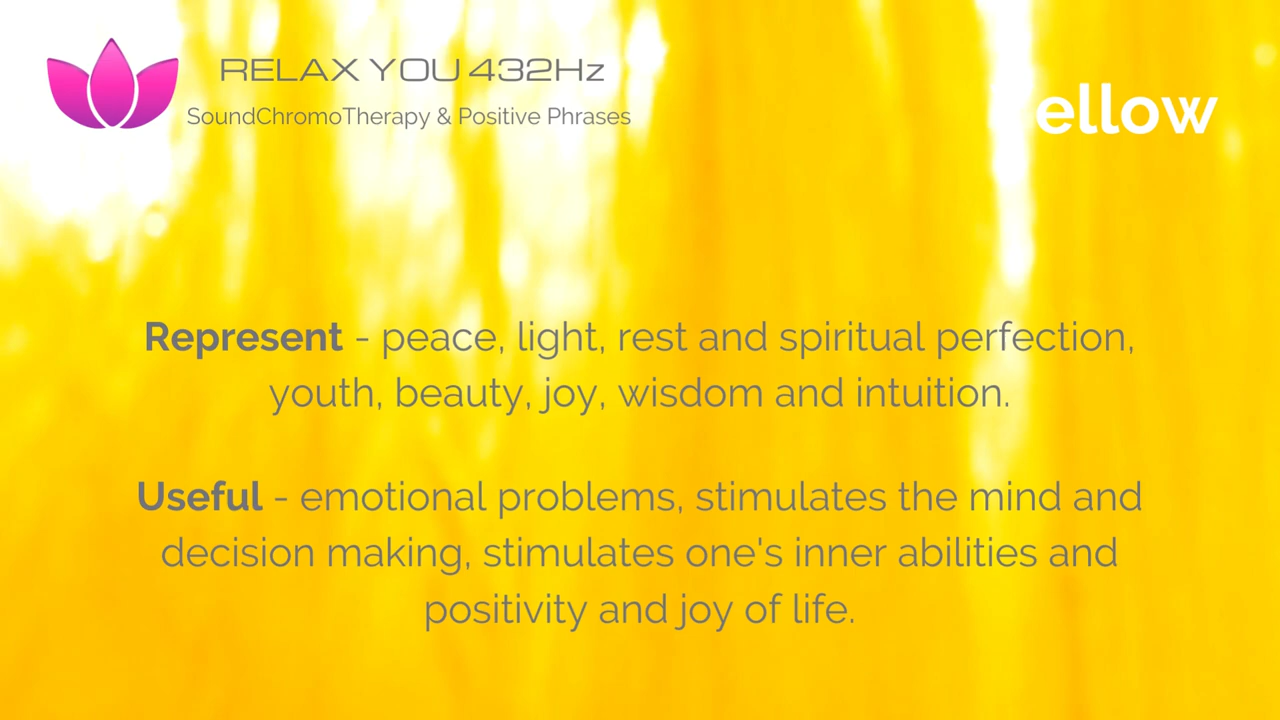 RELAX YOU 432Hz
SoundChromoTherapy & Positive Phrases
ellow
Represent - peace, light, rest and spiritual perfection,
youth, beauty, joy, wisdom and intuition.
Useful - emotional problems, stimulates the mind and
decision making, stimulates one's inner abilities and
positivity and joy of life.